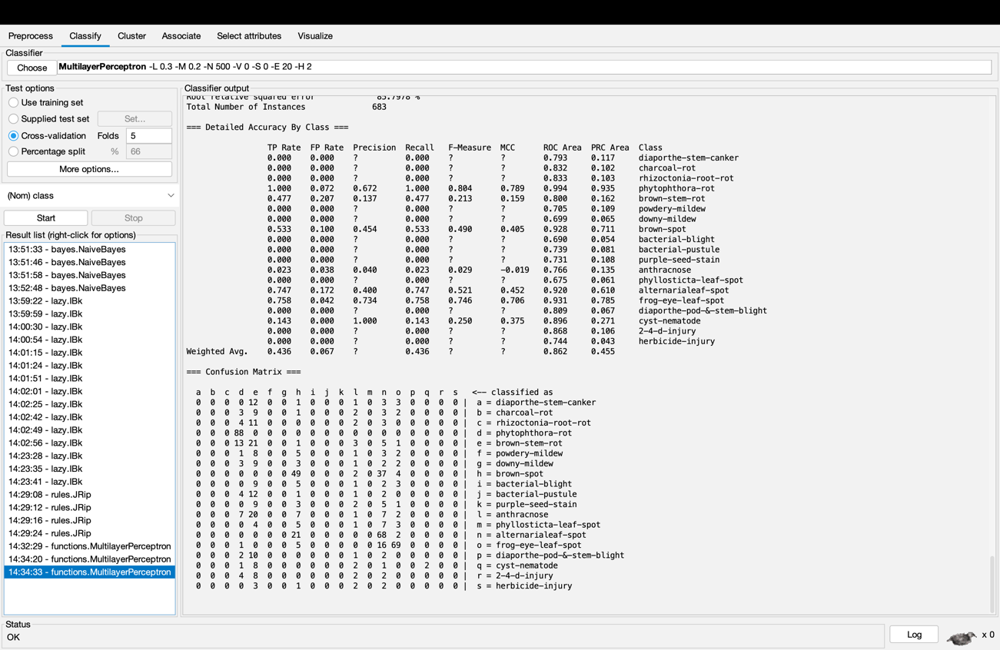 Preprocess Classify Cluster Associate Select attributes Visualize
Classifier
Choose MultilayerPerceptron -L 0.3 -M 0.2 -N 500 -V 0 -S 0 -E 20 -H 2
Test options
Use training set
Supplied test set Set...
Cross-validation Folds 5
Percentage split % 66
More options...
(Nom) class
Start Stop
Result list (right-click for options)
13:51:33 - bayes.NaiveBayes
13:51:46 - bayes.NaiveBayes
13:51:58 - bayes.NaiveBayes
13:52:48 - bayes.NaiveBayes
13:59:22 - lazy.IBk
13:59:59 - lazy.IBk
14:00:30 - lazy.IBk
14:00:54 - lazy.IBk
14:01:15 - lazy.IBk
14:01:24 - lazy.IBk
14:01:51 - lazy.IBk
14:02:01 - lazy.IBk
14:02:25 - lazy.IBk
14:02:42 - lazy.IBk
14:02:49 - lazy.IBk
14:02:56 - lazy.IBk
14:23:28 - lazy.IBk
14:23:35 - lazy.IBk
14:23:41 - lazy.IBk
14:29:08 - rules.JRip
14:29:12 - rules.JRip
14:29:16 - rules.JRip
14:29:24 - rules.JRip
14:32:29 - functions.MultilayerPerceptron
14:34:20 - functions.MultilayerPerceptron
14:34:33 - functions.MultilayerPerceptron
Classifier output
Root relative squared error 85.7978 %
Total Number of Instances 683
=== Detailed Accuracy By Class ===
TP Rate FP Rate Precision Recall F-Measure MCC ROC Area PRC Area Class
0.000 0.000 ? 0.000 ? ? 0.793 0.117 diaporthe-stem-canker
0.000 0.000 ? 0.000 ? ? 0.832 0.102 charcoal-rot
0.000 0.000 ? 0.000 ? ? 0.833 0.103 rhizoctonia-root-rot
1.000 0.072 0.672 1.000 0.804 0.789 0.994 0.935 phytophthora-rot
0.477 0.207 0.137 0.477 0.213 0.159 0.800 0.162 brown-stem-rot
0.000 0.000 ? 0.000 ? ? 0.705 0.109 powdery-mildew
0.000 0.000 ? 0.000 ? ? 0.699 0.065 downy-mildew
0.533 0.100 0.454 0.533 0.490 0.405 0.928 0.711 brown-spot
0.000 0.000 ? 0.000 ? ? 0.690 0.054 bacterial-blight
0.000 0.000 ? 0.000 ? ? 0.739 0.081 bacterial-pustule
0.000 0.000 ? 0.000 ? ? 0.731 0.108 purple-seed-stain
0.023 0.038 0.040 0.023 0.029 -0.019 0.766 0.135 anthracnose
0.000 0.000 ? 0.000 ? ? 0.675 0.061 phyllosticta-leaf-spot
0.747 0.172 0.400 0.747 0.521 0.452 0.920 0.610 alternarialeaf-spot
0.758 0.042 0.734 0.758 0.746 0.706 0.931 0.785 frog-eye-leaf-spot
0.000 0.000 ? 0.000 ? ? 0.809 0.067 diaporthe-pod-&-stem-blight
0.143 0.000 1.000 0.143 0.250 0.375 0.896 0.271 cyst-nematode
0.000 0.000 ? 0.000 ? ? 0.868 0.106 2-4-d-injury
0.000 0.000 ? 0.000 ? ? 0.744 0.043 herbicide-injury
Weighted Avg. 0.436 0.067 ? 0.436 ? ? 0.862 0.455
=== Confusion Matrix ===
a b c d e f g h i j k l m n o p q r s <-- classified as
0 0 0 0 12 0 0 1 0 0 0 1 0 3 3 0 0 0 0 | a = diaporthe-stem-canker
0 0 0 3 9 0 0 1 0 0 0 2 0 3 2 0 0 0 0 | b = charcoal-rot
0 0 0 4 11 0 0 0 0 0 0 2 0 3 0 0 0 0 0 | c = rhizoctonia-root-rot
0 0 0 88 0 0 0 0 0 0 0 0 0 0 0 0 0 0 0 | d = phytophthora-rot
0 0 0 13 21 0 0 1 0 0 0 3 0 5 1 0 0 0 0 | e = brown-stem-rot
0 0 0 1 8 0 0 5 0 0 0 1 0 3 2 0 0 0 0 | f = powdery-mildew
0 0 0 3 9 0 0 3 0 0 0 1 0 2 2 0 0 0 0 | g = downy-mildew
0 0 0 0 0 0 0 49 0 0 0 2 0 37 4 0 0 0 0 | h = brown-spot
0 0 0 0 9 0 0 5 0 0 0 1 0 2 3 0 0 0 0 | i = bacterial-blight
0 0 0 4 12 0 0 1 0 0 0 1 0 2 0 0 0 0 0 | j = bacterial-pustule
0 0 0 0 9 0 0 3 0 0 0 2 0 5 1 0 0 0 0 | k = purple-seed-stain
0 0 0 7 20 0 0 7 0 0 0 1 0 7 2 0 0 0 0 | l = anthracnose
0 0 0 0 4 0 0 5 0 0 0 1 0 7 3 0 0 0 0 | m = phyllosticta-leaf-spot
0 0 0 0 0 0 0 21 0 0 0 0 0 68 2 0 0 0 0 | n = alternarialeaf-spot
0 0 0 1 0 0 0 5 0 0 0 0 0 16 69 0 0 0 0 | o = frog-eye-leaf-spot
0 0 0 2 10 0 0 0 0 0 0 1 0 2 0 0 0 0 0 | p = diaporthe-pod-&-stem-blight
0 0 0 1 8 0 0 0 0 0 0 2 0 1 0 0 2 0 0 | q = cyst-nematode
0 0 0 4 8 0 0 0 0 0 0 2 0 2 0 0 0 0 0 | r = 2-4-d-injury
0 0 0 0 3 0 0 1 0 0 0 2 0 2 0 0 0 0 0 | s = herbicide-injury
Status
OK
Log x 0